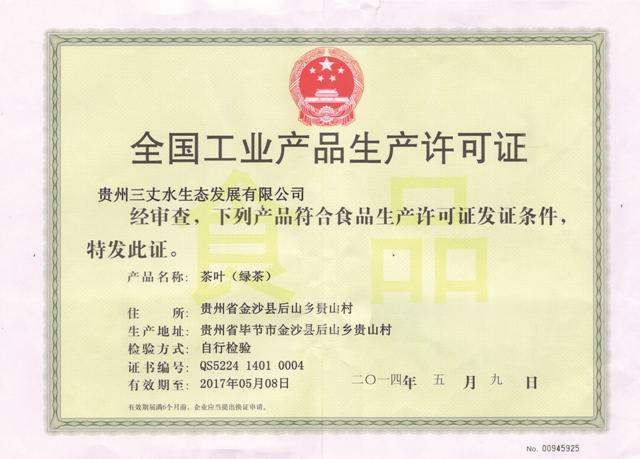 全国工业产品生产许可证
贵州三丈水生态发展有限公司
经审查，下列产品符合食品生产许可证发证条件，
特发此证。
食品
产品名称：茶叶（绿茶）
住 所：贵州省金沙县后山乡贵山村
生产地址：贵州省毕节市金沙县后山乡贵山村
检验方式：自行检验
证书编号：QS5224 1401 0004
有效期至：2017年05月08日
二〇一四年 五 月 九 日
有效期届满6个月前，企业应当提出换证申请。
No. 00945925